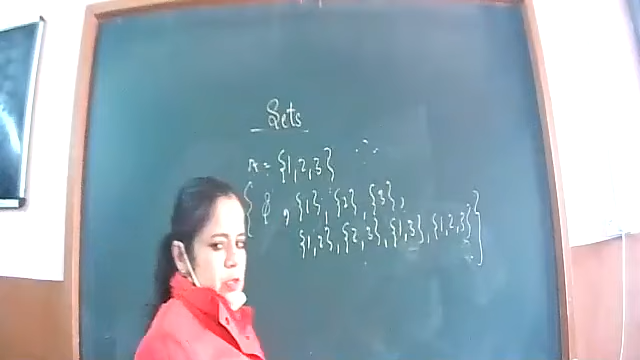 Sets
A = {1,2,3}
{ φ , {1}, {2}, {3},
{1,2}, {2,3}, {1,3}, {1,2,3} }